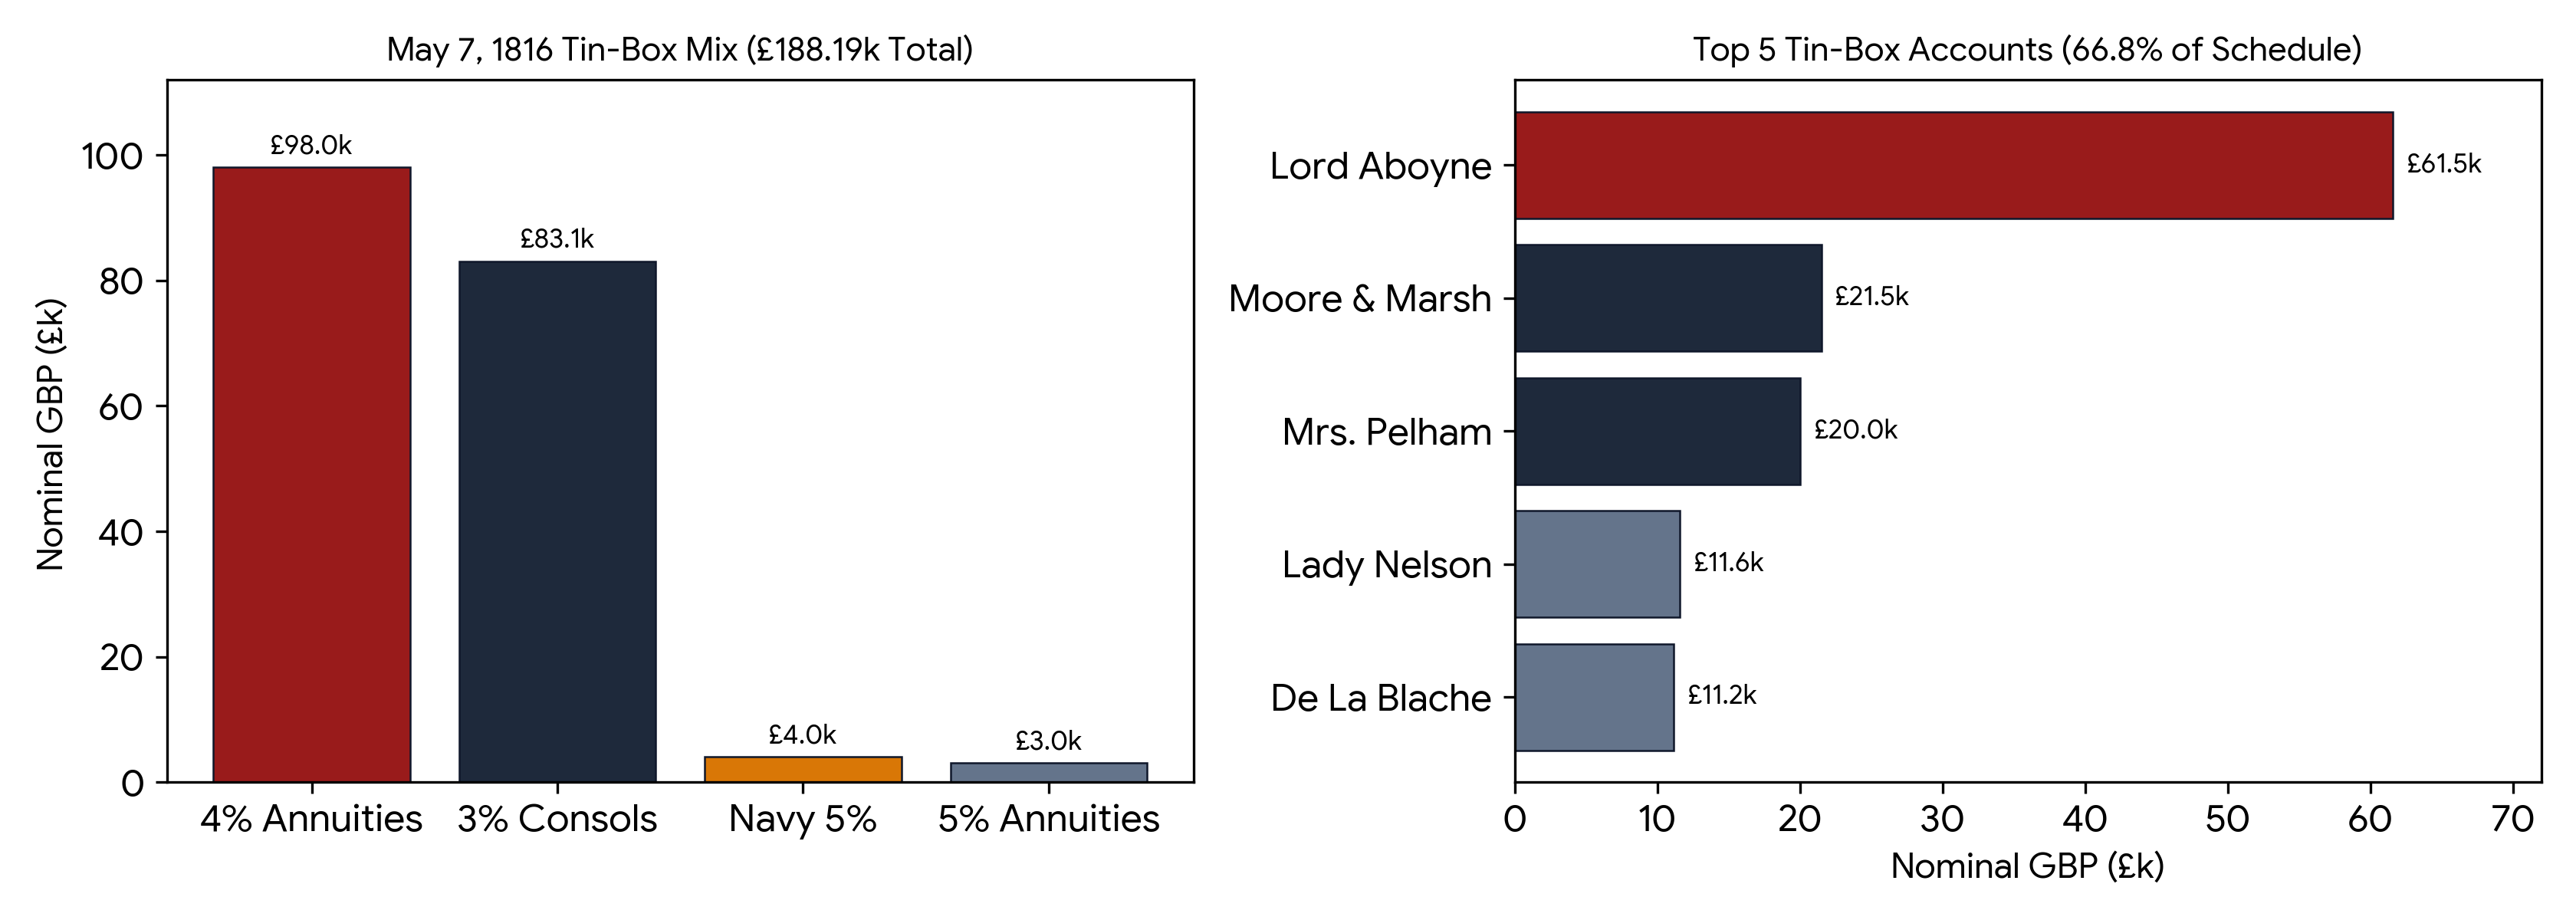 May 7, 1816 Tin-Box Mix (£188.19k Total)
Nominal GBP (£k)
100
80
60
40
20
0
£98.0k
£83.1k
£4.0k
£3.0k
4% Annuities
3% Consols
Navy 5%
5% Annuities
Top 5 Tin-Box Accounts (66.8% of Schedule)
Lord Aboyne
£61.5k
Moore & Marsh
£21.5k
Mrs. Pelham
£20.0k
Lady Nelson
£11.6k
De La Blache
£11.2k
0
10
20
30
40
50
60
70
Nominal GBP (£k)